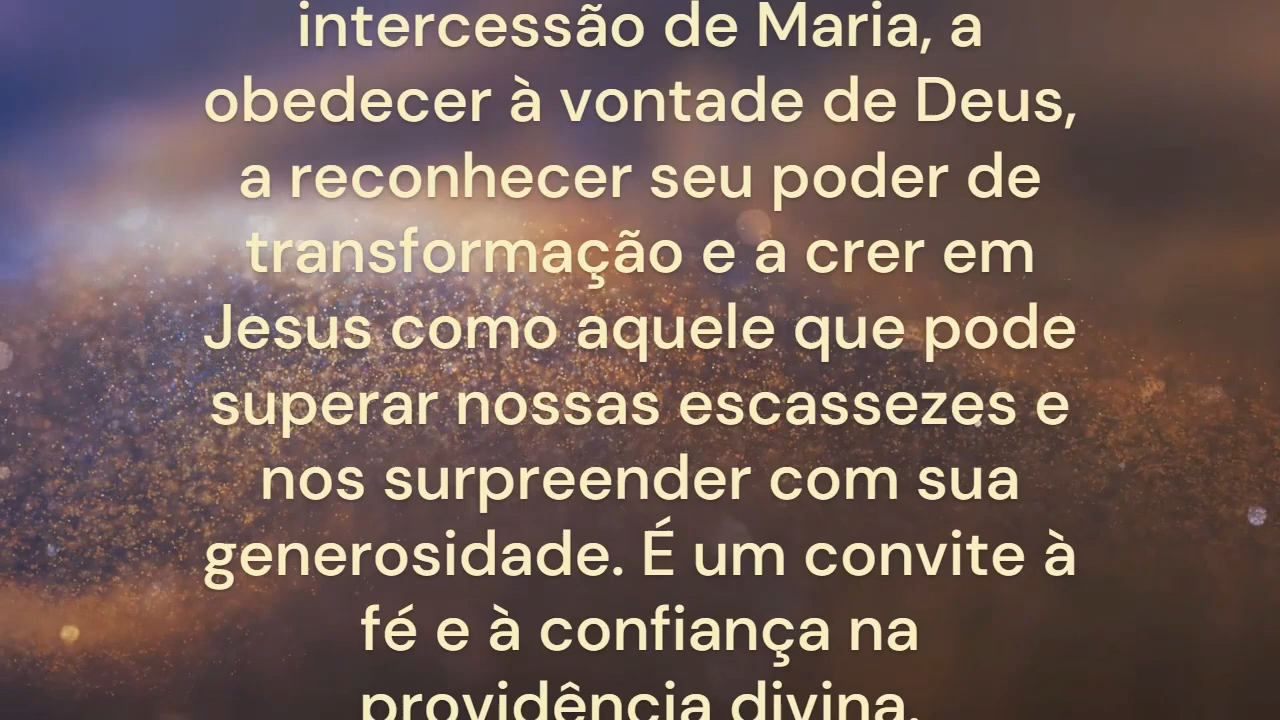 intercessão de Maria, a
obedecer à vontade de Deus,
a reconhecer seu poder de
transformação e a crer em
Jesus como aquele que pode
superar nossas escassezes e
nos surpreender com sua
generosidade. É um convite à
fé e à confiança na
providência divina.